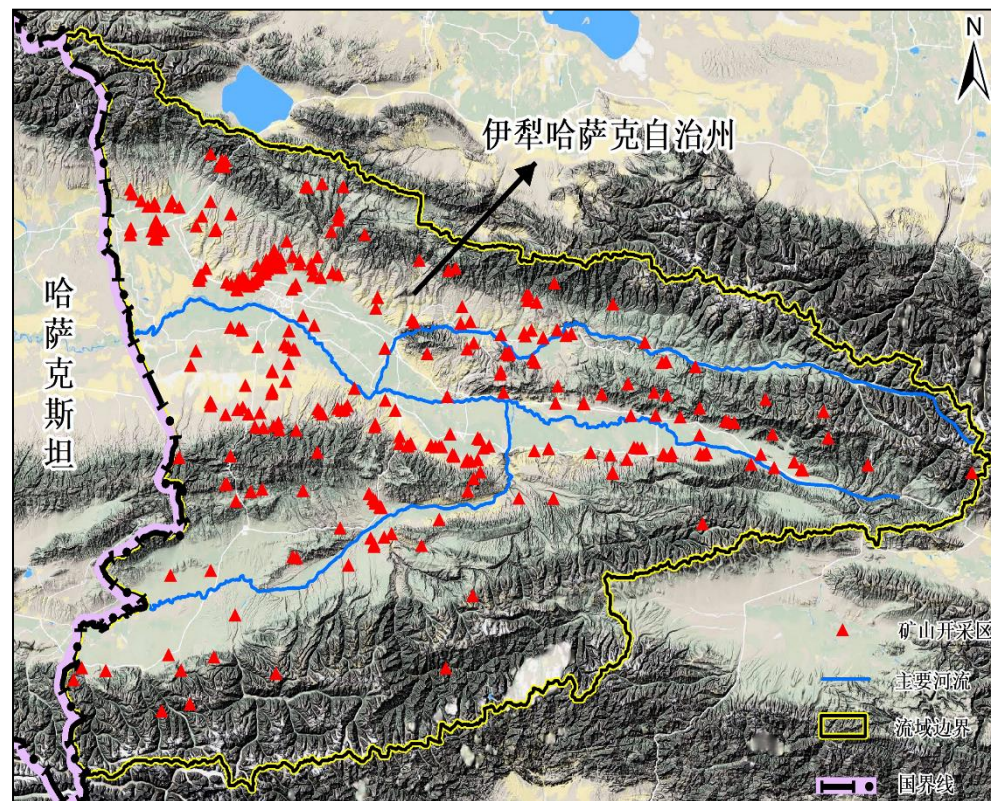 N
伊犁哈萨克自治州
哈萨克斯坦
矿山开采区
主要河流
流域边界
国界线